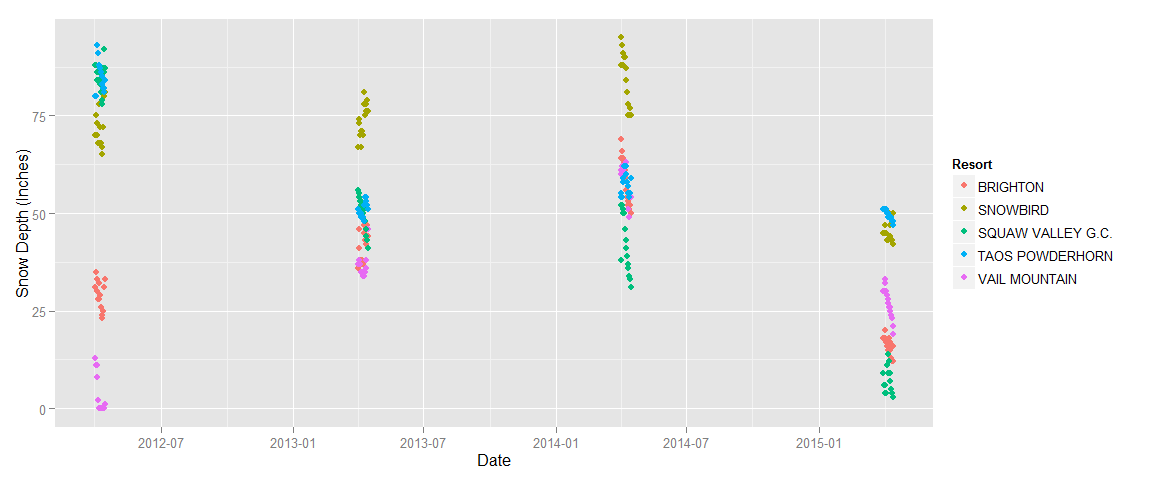 Snow Depth (Inches)
75
50
25
0
2012-07
2013-01
2013-07
2014-01
2014-07
2015-01
Date
Resort
BRIGHTON
SNOWBIRD
SQUAW VALLEY G.C.
TAOS POWDERHORN
VAIL MOUNTAIN